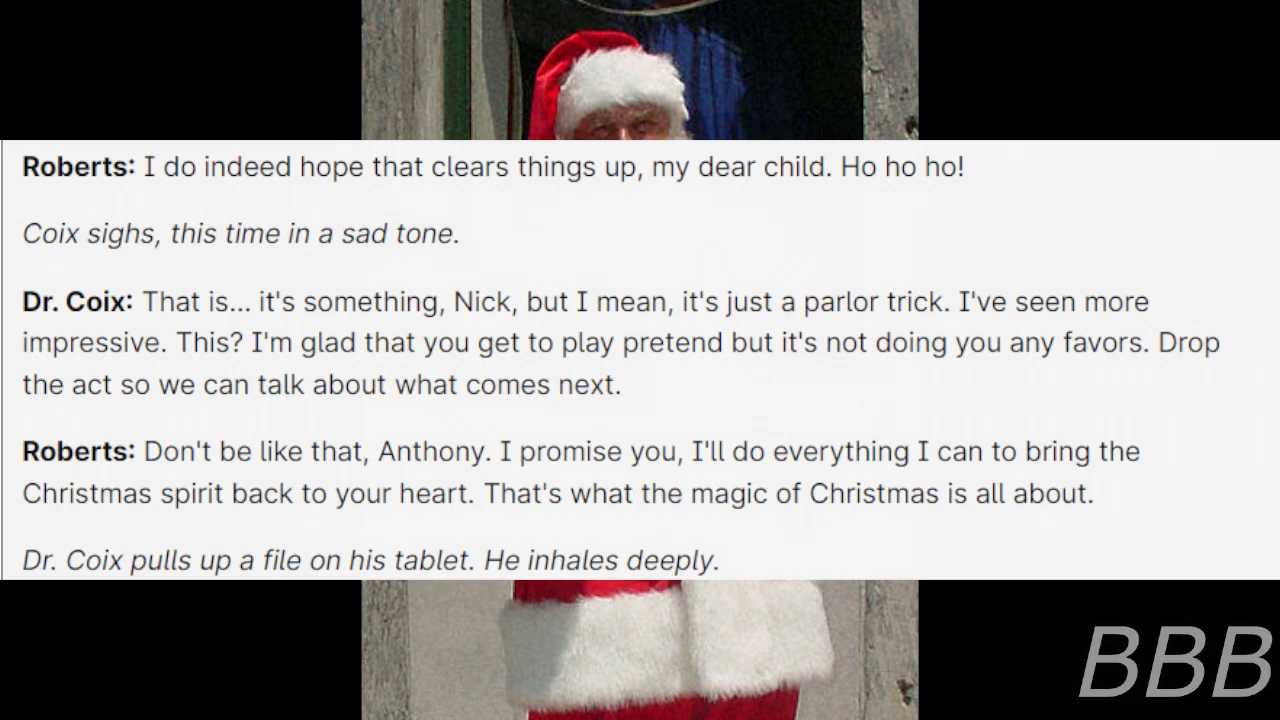 Roberts: I do indeed hope that clears things up, my dear child. Ho ho ho!
Coix sighs, this time in a sad tone.
Dr. Coix: That is... it's something, Nick, but I mean, it's just a parlor trick. I've seen more
impressive. This? I'm glad that you get to play pretend but it's not doing you any favors. Drop
the act so we can talk about what comes next.
Roberts: Don't be like that, Anthony. I promise you, I'll do everything I can to bring the
Christmas spirit back to your heart. That's what the magic of Christmas is all about.
Dr. Coix pulls up a file on his tablet. He inhales deeply.
BBB